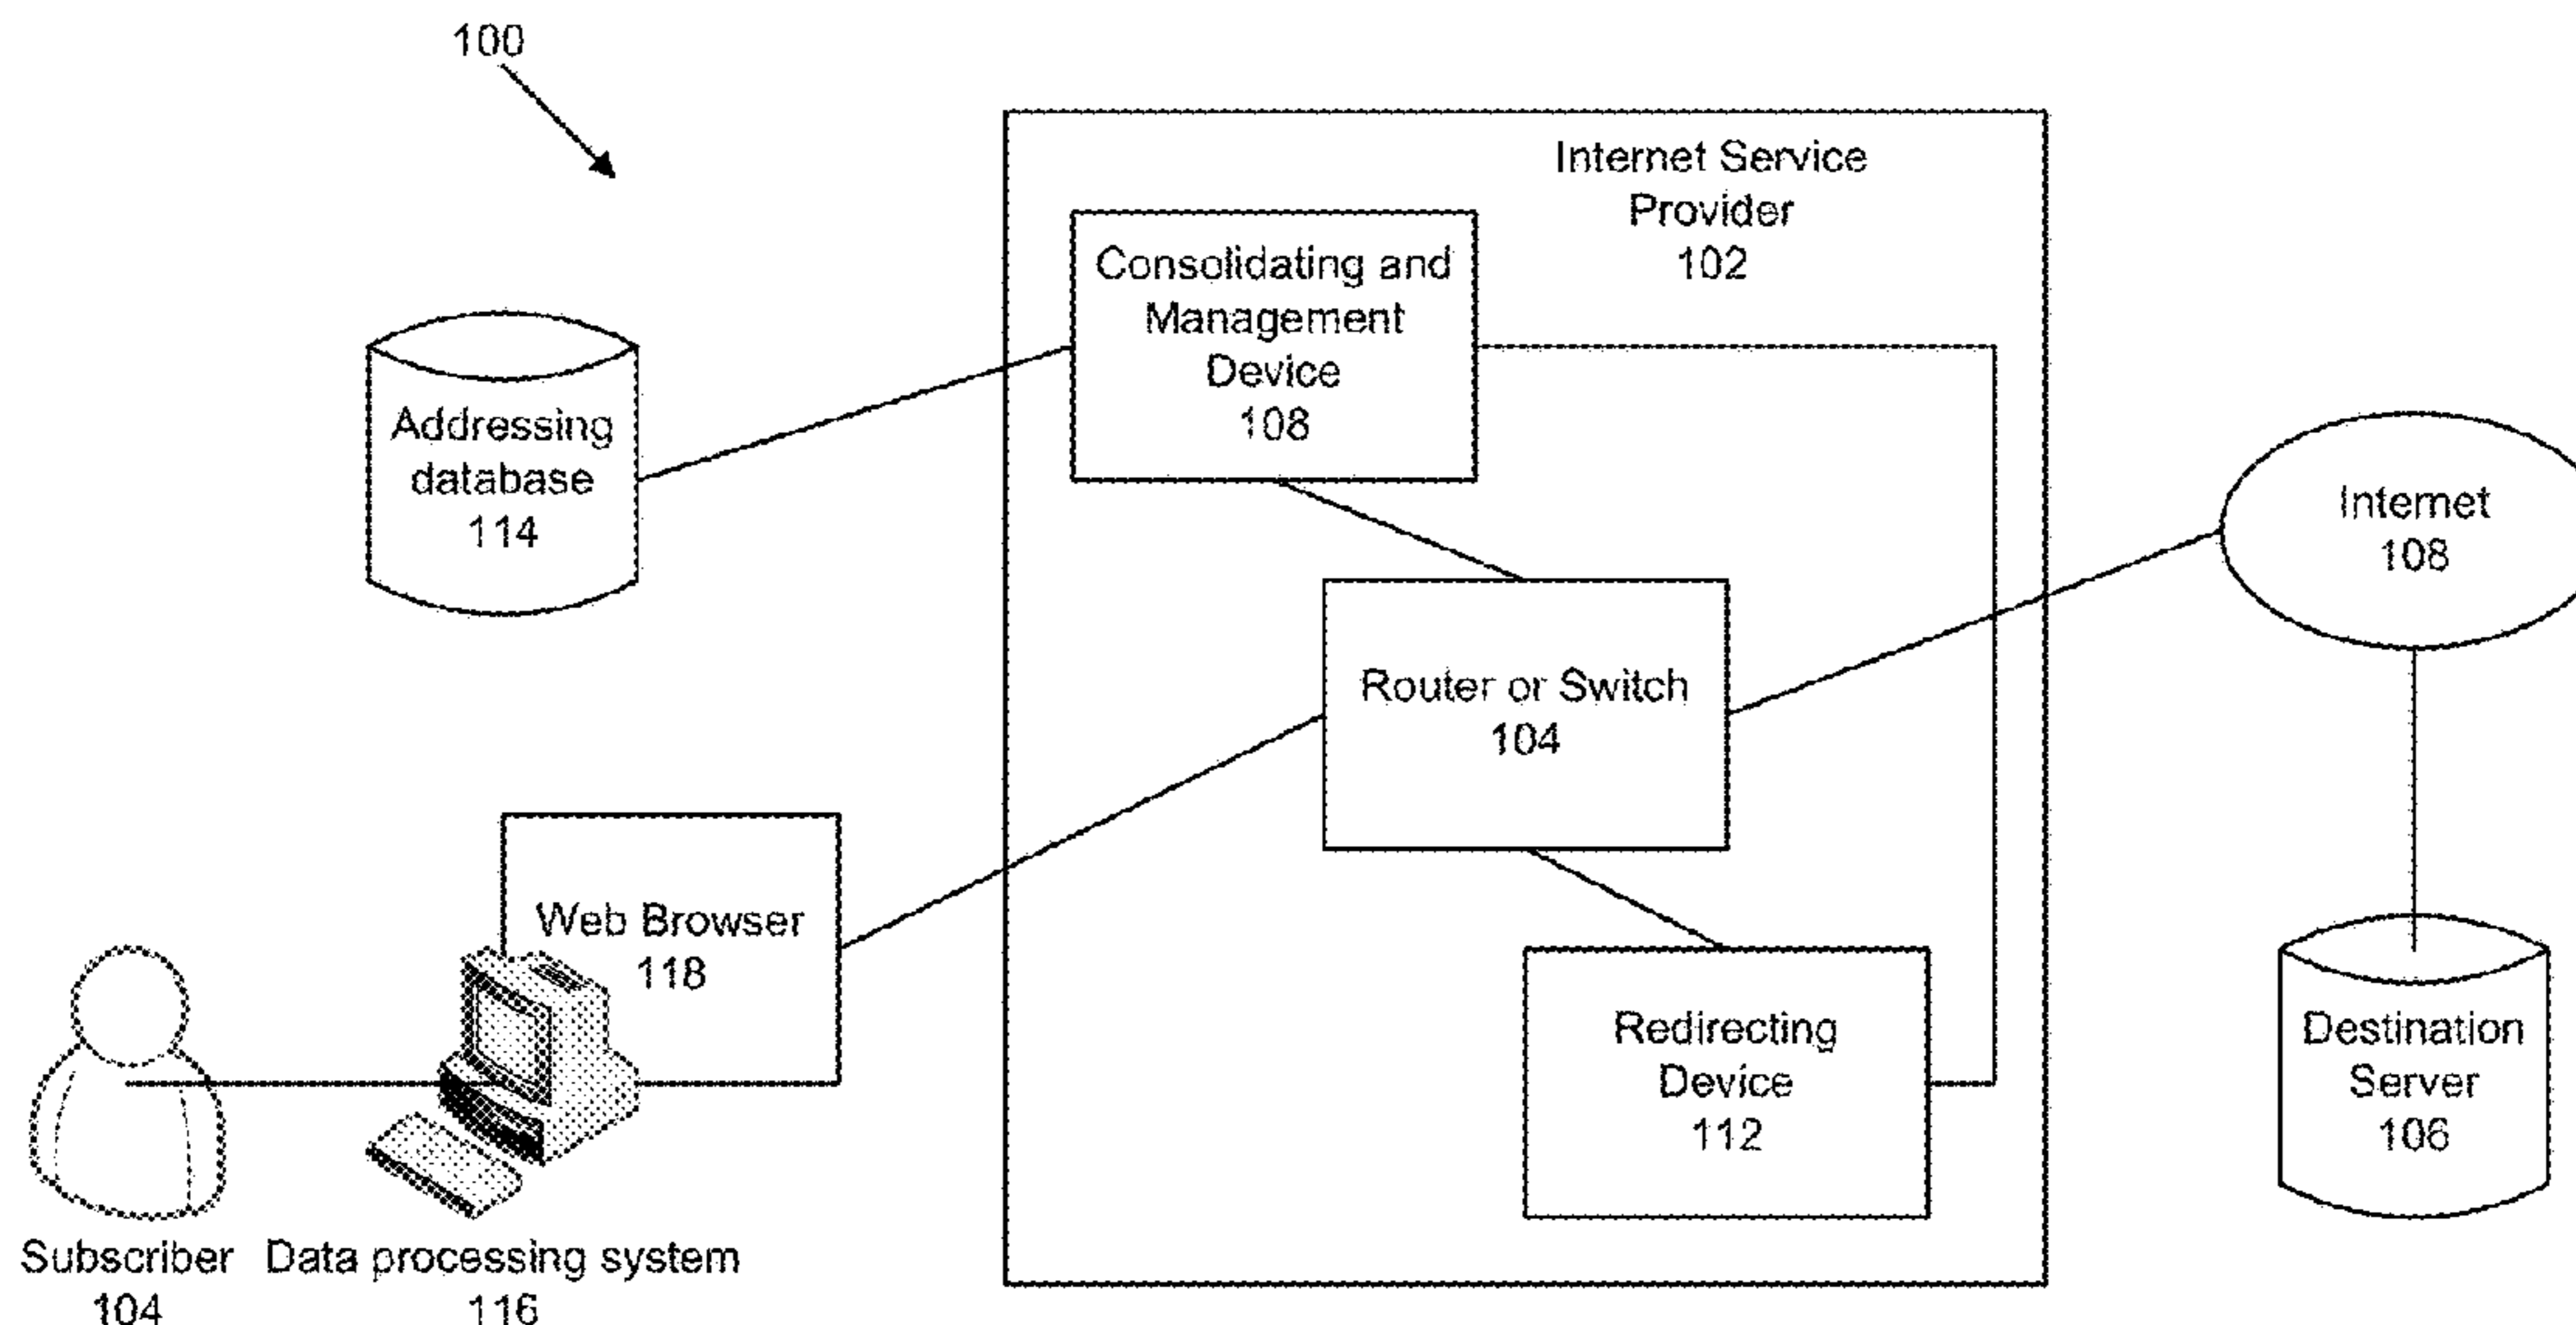 100
Internet Service
Provider
102
Consolidating and
Management
Device
108
Addressing
database
114
Internet
108
Router or Switch
104
Web Browser
118
Redirecting
Device
112
Destination
Server
106
Subscriber
104
Data processing system
116